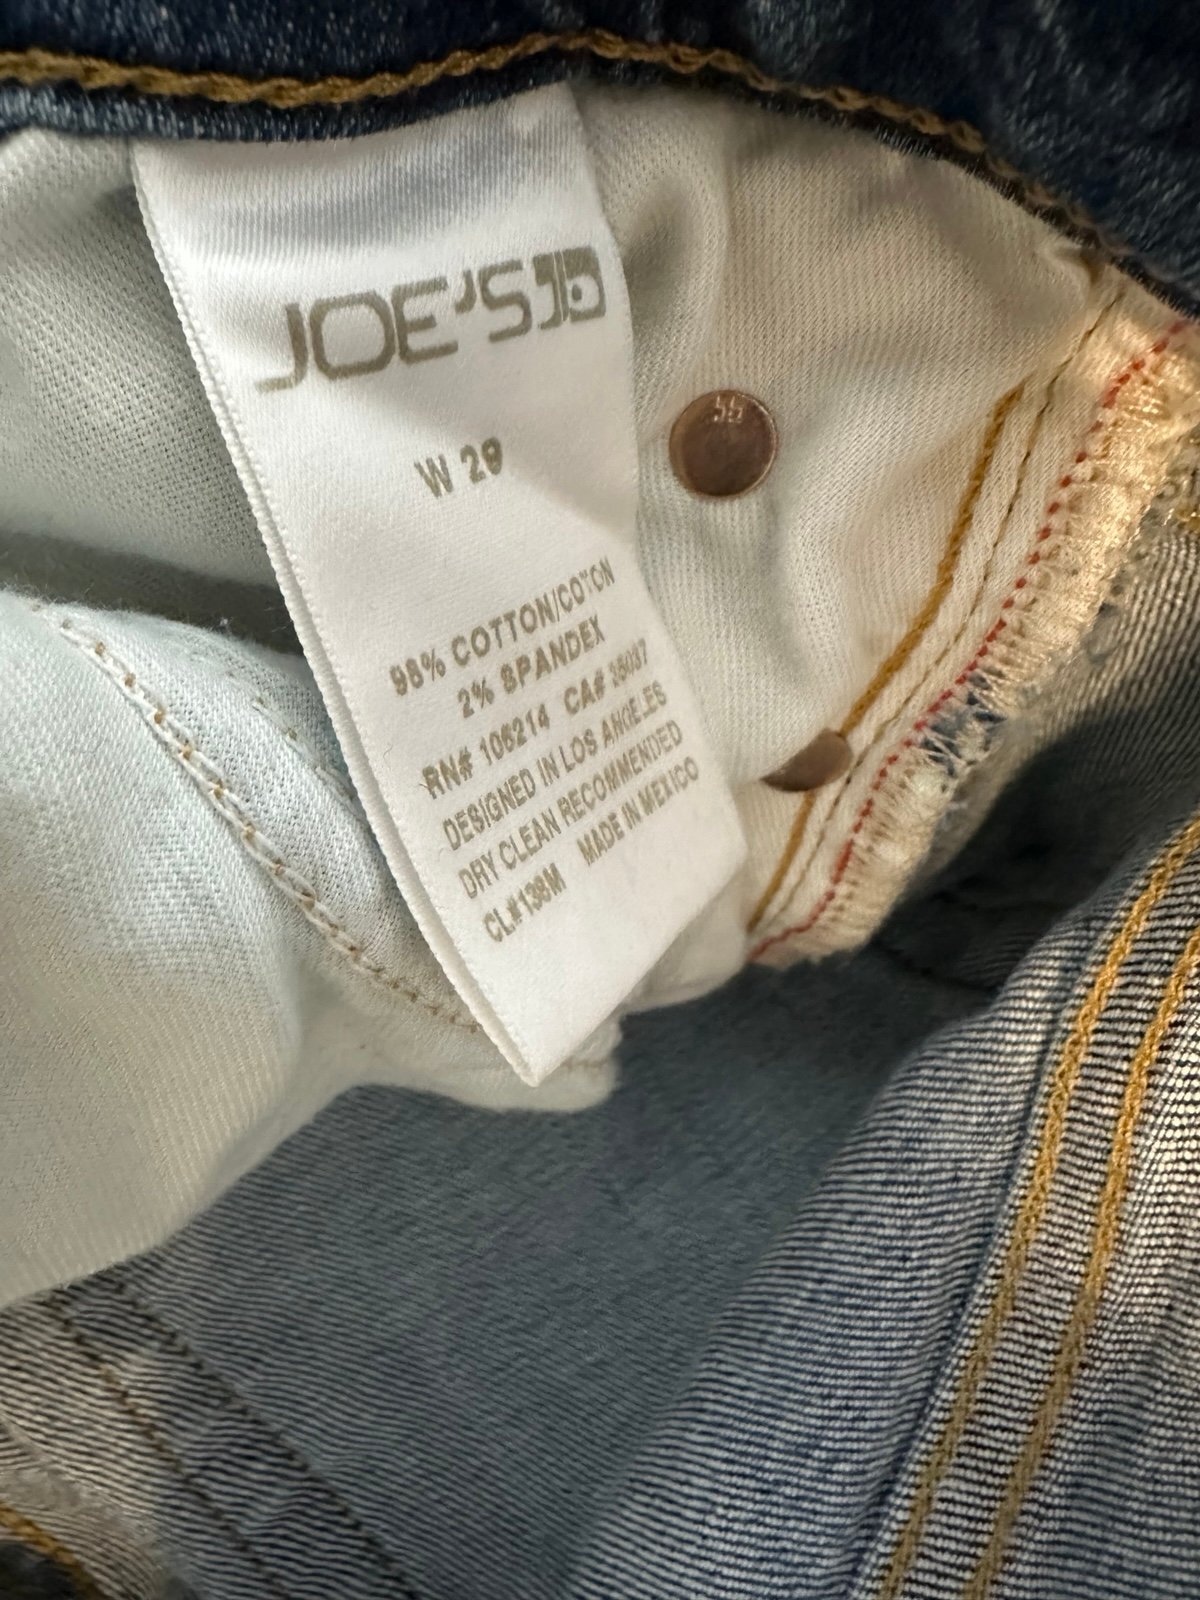 JOE'S
W 29
98% COTTON/COTON
2% SPANDEX
RN# 106214 CA# 35037
DESIGNED IN LOS ANGELES
DRY CLEAN RECOMMENDED
CL#138M MADE IN MEXICO